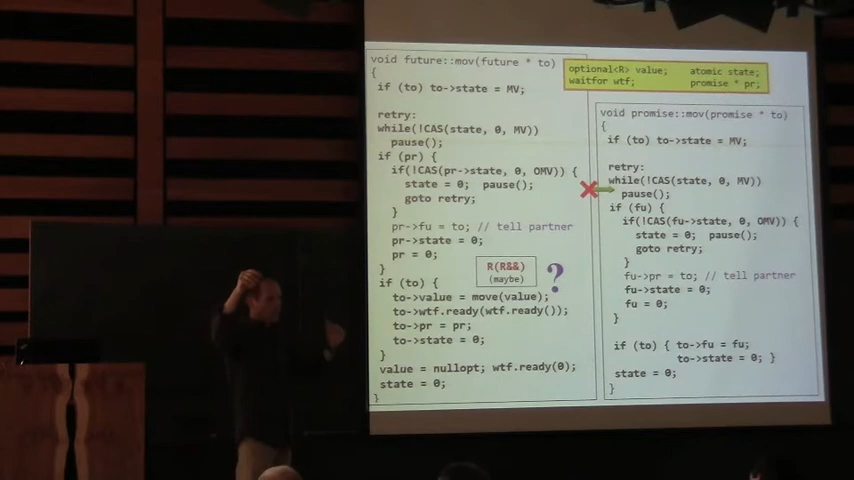 void future::mov(future * to)
{
if (to) to->state = MV;
retry:
while(!CAS(state, 0, MV))
pause();
if (pr) {
if(!CAS(pr->state, 0, OMV)) {
state = 0; pause();
goto retry;
}
pr->fu = to; // tell partner
pr->state = 0;
pr = 0;
}
if (to) {
to->value = move(value);
to->wtf.ready(wtf.ready());
to->pr = pr;
to->state = 0;
}
value = nullopt; wtf.ready(0);
state = 0;
}
R(R&&)
(maybe)
?
optional<R> value; atomic state;
waitfor wtf; promise * pr;
void promise::mov(promise * to)
{
if (to) to->state = MV;
retry:
while(!CAS(state, 0, MV))
pause();
if (fu) {
if(!CAS(fu->state, 0, OMV)) {
state = 0; pause();
goto retry;
}
fu->pr = to; // tell partner
fu->state = 0;
fu = 0;
}
if (to) { to->fu = fu;
to->state = 0; }
state = 0;
}